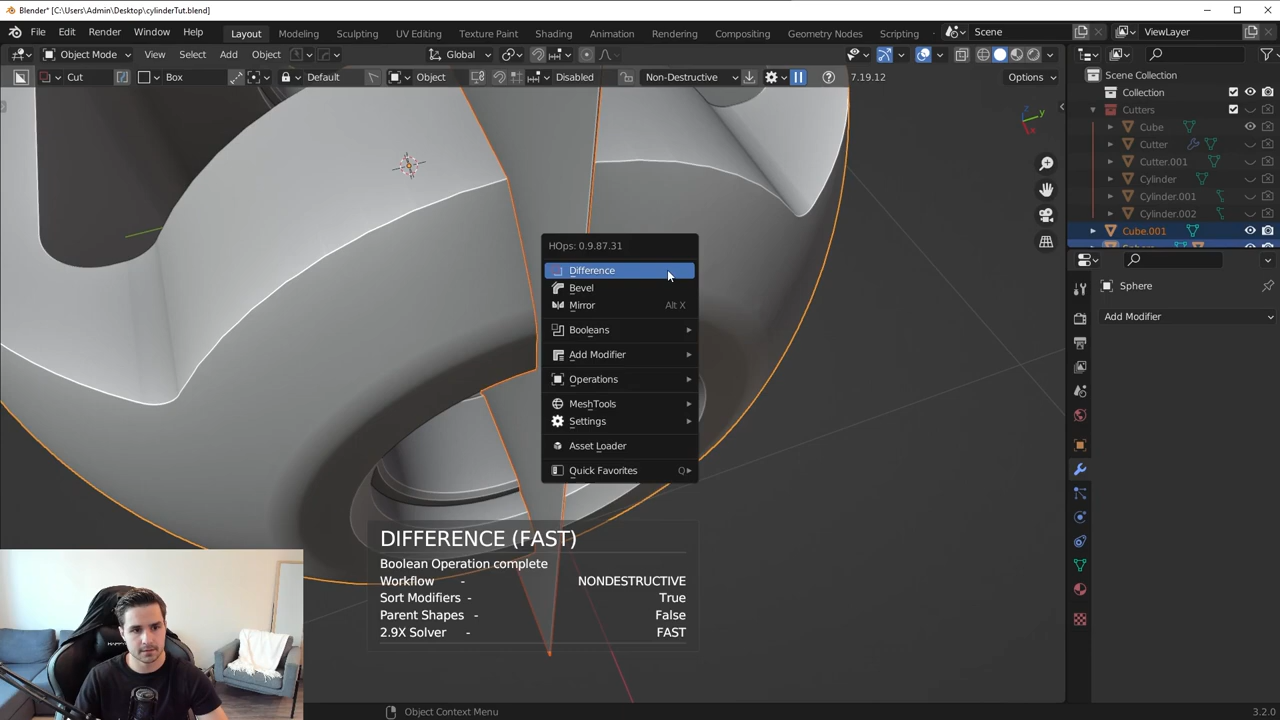 Blender* [C:\Users\Admin\Desktop\cylinderTut.blend]
File Edit Render Window Help Layout Modeling Sculpting UV Editing Texture Paint Shading Animation Rendering Compositing Geometry Nodes Scripting Scene ViewLayer
Object Mode View Select Add Object Global
Cut Box Default Object Disabled Non-Destructive 7.19.12 Options
Scene Collection
Collection
Cutters
Cube
Cutter
Cutter.001
Cylinder
Cylinder.001
Cylinder.002
Cube.001
Sphere
Sphere
Add Modifier
HOps: 0.9.87.31
Difference
Bevel
Mirror Alt X
Booleans
Add Modifier
Operations
MeshTools
Settings
Asset Loader
Quick Favorites Q
DIFFERENCE (FAST)
Boolean Operation complete
Workflow - NONDESTRUCTIVE
Sort Modifiers - True
Parent Shapes - False
2.9X Solver - FAST
Object Context Menu 3.2.0